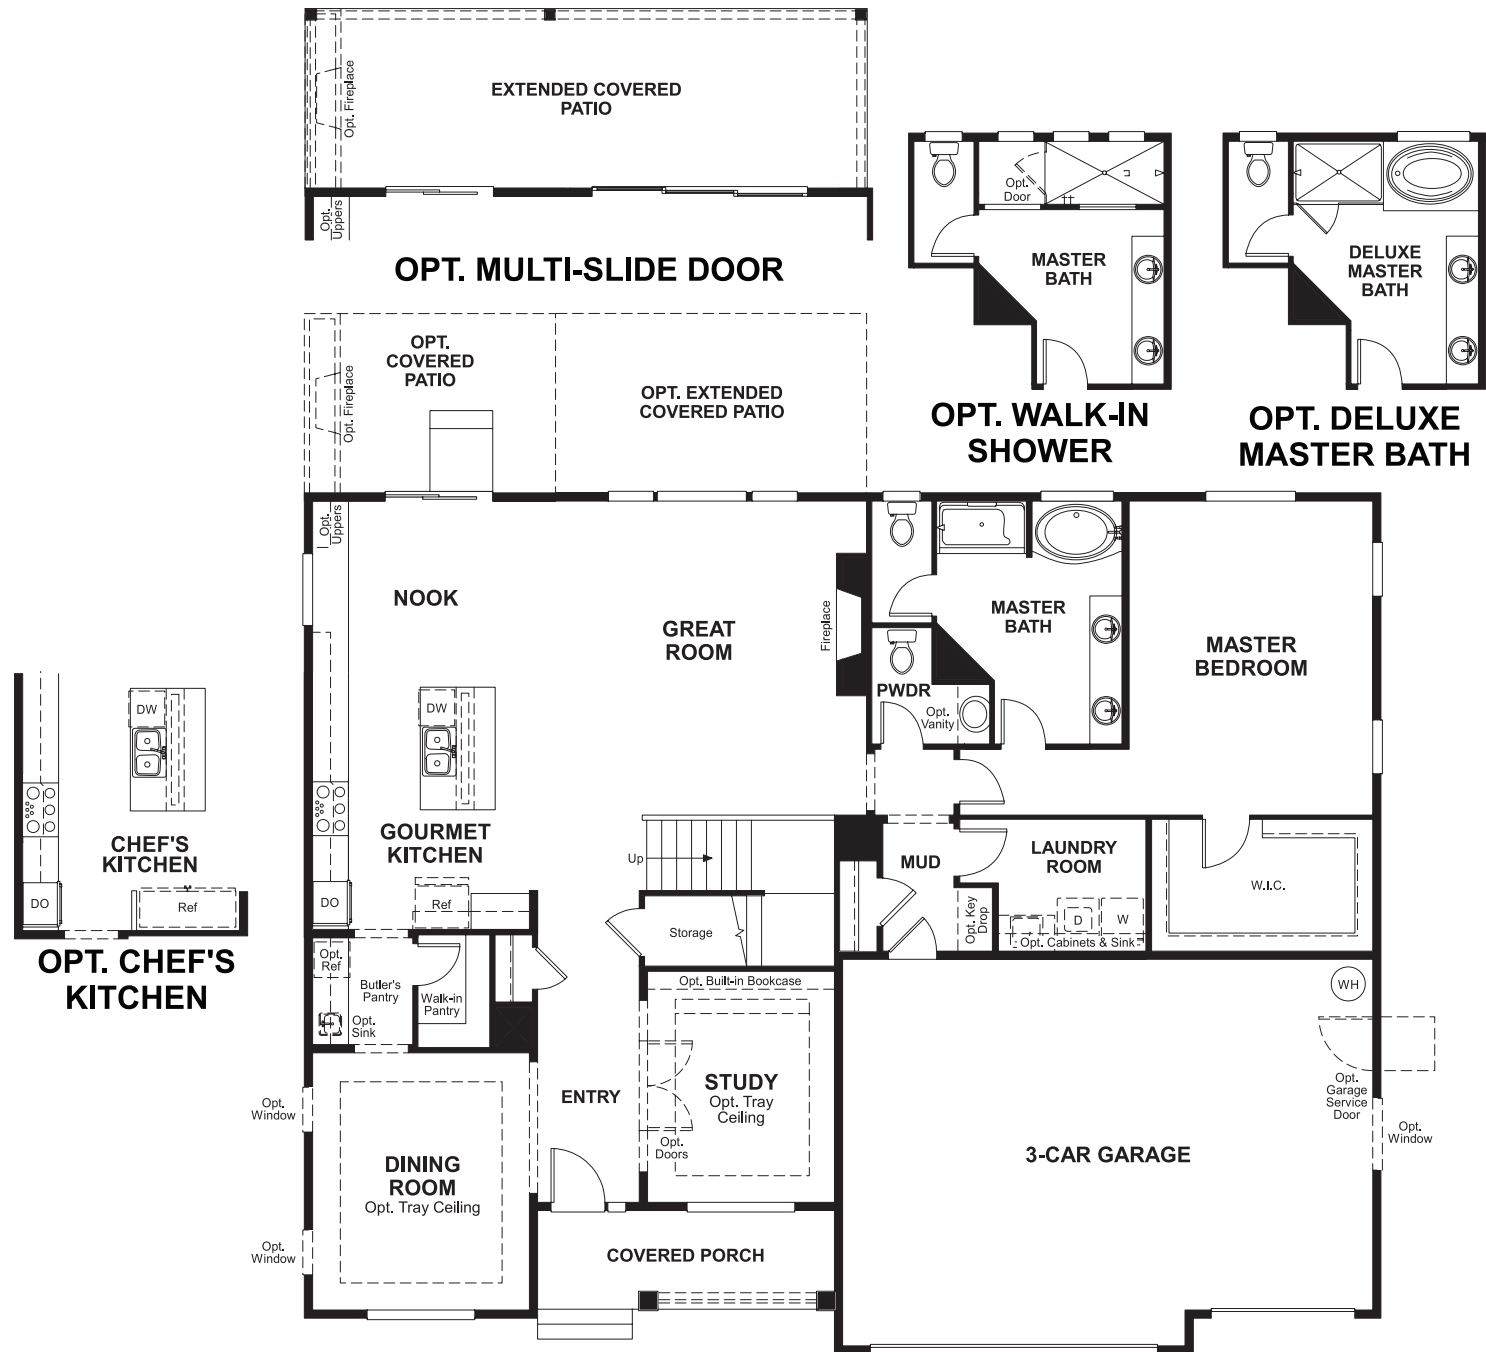 EXTENDED COVERED
PATIO
Opt. Fireplace
Opt.
Uppers
OPT. MULTI-SLIDE DOOR
Opt.
Door
MASTER
BATH
OPT. WALK-IN
SHOWER
DELUXE
MASTER
BATH
OPT. DELUXE
MASTER BATH
OPT.
COVERED
PATIO
Opt. Fireplace
OPT. EXTENDED
COVERED PATIO
Opt.
Uppers
NOOK
GREAT
ROOM
Fireplace
MASTER
BATH
MASTER
BEDROOM
PWDR
Opt.
Vanity
DW
GOURMET
KITCHEN
DO
Ref
DW
CHEF'S
KITCHEN
DO
Ref
OPT. CHEF'S
KITCHEN
Up
Storage
MUD
LAUNDRY
ROOM
Opt. Key
Drop
D
W
Opt. Cabinets & Sink
W.I.C.
Opt.
Ref
Butler's
Pantry
Opt.
Sink
Walk-in
Pantry
Opt. Built-in Bookcase
STUDY
Opt. Tray
Ceiling
Opt.
Doors
ENTRY
WH
Opt.
Garage
Service
Door
Opt.
Window
3-CAR GARAGE
Opt.
Window
DINING
ROOM
Opt. Tray Ceiling
Opt.
Window
COVERED PORCH